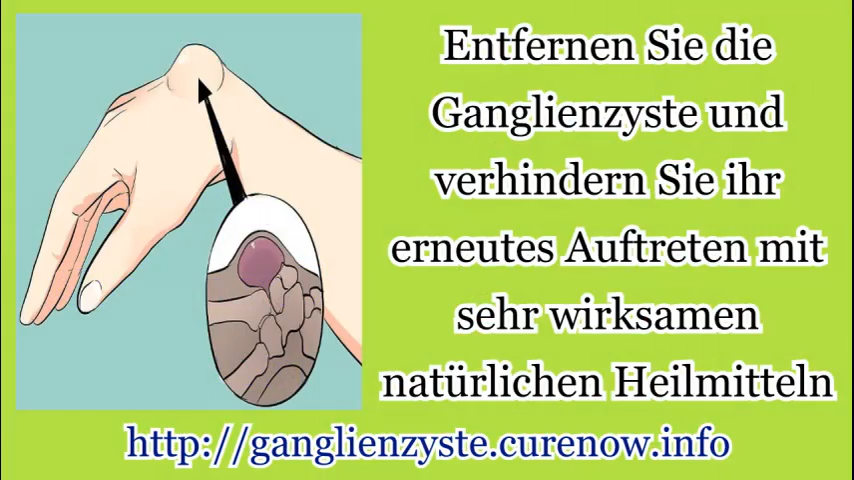 Entfernen Sie die
Ganglienzyste und
verhindern Sie ihr
erneutes Auftreten mit
sehr wirksamen
natürlichen Heilmitteln
http://ganglienzyste.curenow.info